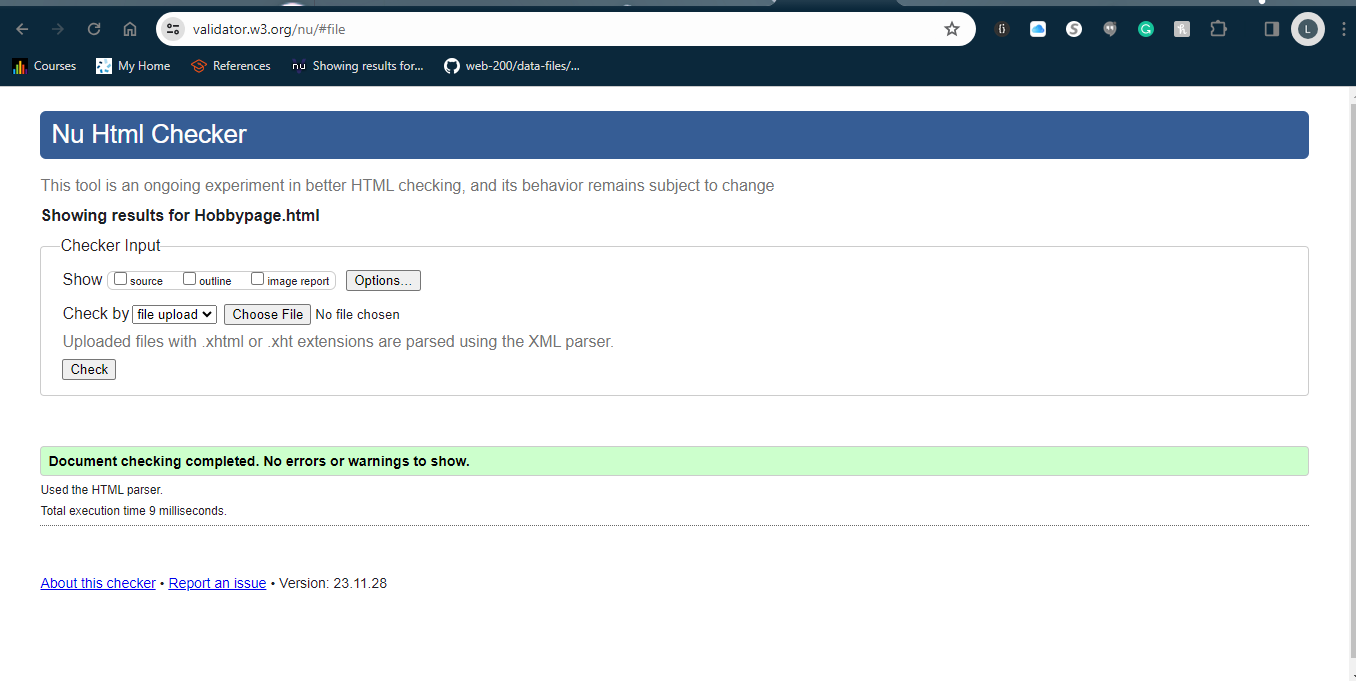 validator.w3.org/nu/#file
L
Courses My Home References nu Showing results for... web-200/data-files/...
Nu Html Checker
This tool is an ongoing experiment in better HTML checking, and its behavior remains subject to change
Showing results for Hobbypage.html
Checker Input
Show source outline image report Options...
Check by file upload Choose File No file chosen
Uploaded files with .xhtml or .xht extensions are parsed using the XML parser.
Check
Document checking completed. No errors or warnings to show.
Used the HTML parser.
Total execution time 9 milliseconds.
About this checker • Report an issue • Version: 23.11.28